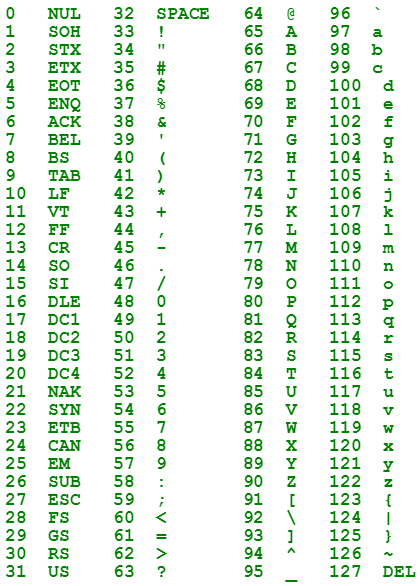 0 NUL 32 SPACE 64 @ 96 `
1 SOH 33 ! 65 A 97 a
2 STX 34 " 66 B 98 b
3 ETX 35 # 67 C 99 c
4 EOT 36 $ 68 D 100 d
5 ENQ 37 % 69 E 101 e
6 ACK 38 & 70 F 102 f
7 BEL 39 ' 71 G 103 g
8 BS 40 ( 72 H 104 h
9 TAB 41 ) 73 I 105 i
10 LF 42 * 74 J 106 j
11 VT 43 + 75 K 107 k
12 FF 44 , 76 L 108 l
13 CR 45 - 77 M 109 m
14 SO 46 . 78 N 110 n
15 SI 47 / 79 O 111 o
16 DLE 48 0 80 P 112 p
17 DC1 49 1 81 Q 113 q
18 DC2 50 2 82 R 114 r
19 DC3 51 3 83 S 115 s
20 DC4 52 4 84 T 116 t
21 NAK 53 5 85 U 117 u
22 SYN 54 6 86 V 118 v
23 ETB 55 7 87 W 119 w
24 CAN 56 8 88 X 120 x
25 EM 57 9 89 Y 121 y
26 SUB 58 : 90 Z 122 z
27 ESC 59 ; 91 [ 123 {
28 FS 60 < 92 \ 124 |
29 GS 61 = 93 ] 125 }
30 RS 62 > 94 ^ 126 ~
31 US 63 ? 95 _ 127 DEL